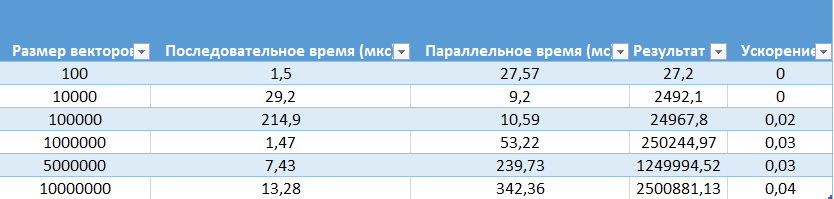 Размер векторов Последовательное время (мкс) Параллельное время (мс) Результат Ускорение
100 1,5 27,57 27,2 0
10000 29,2 9,2 2492,1 0
100000 214,9 10,59 24967,8 0,02
1000000 1,47 53,22 250244,97 0,03
5000000 7,43 239,73 1249994,52 0,03
10000000 13,28 342,36 2500881,13 0,04